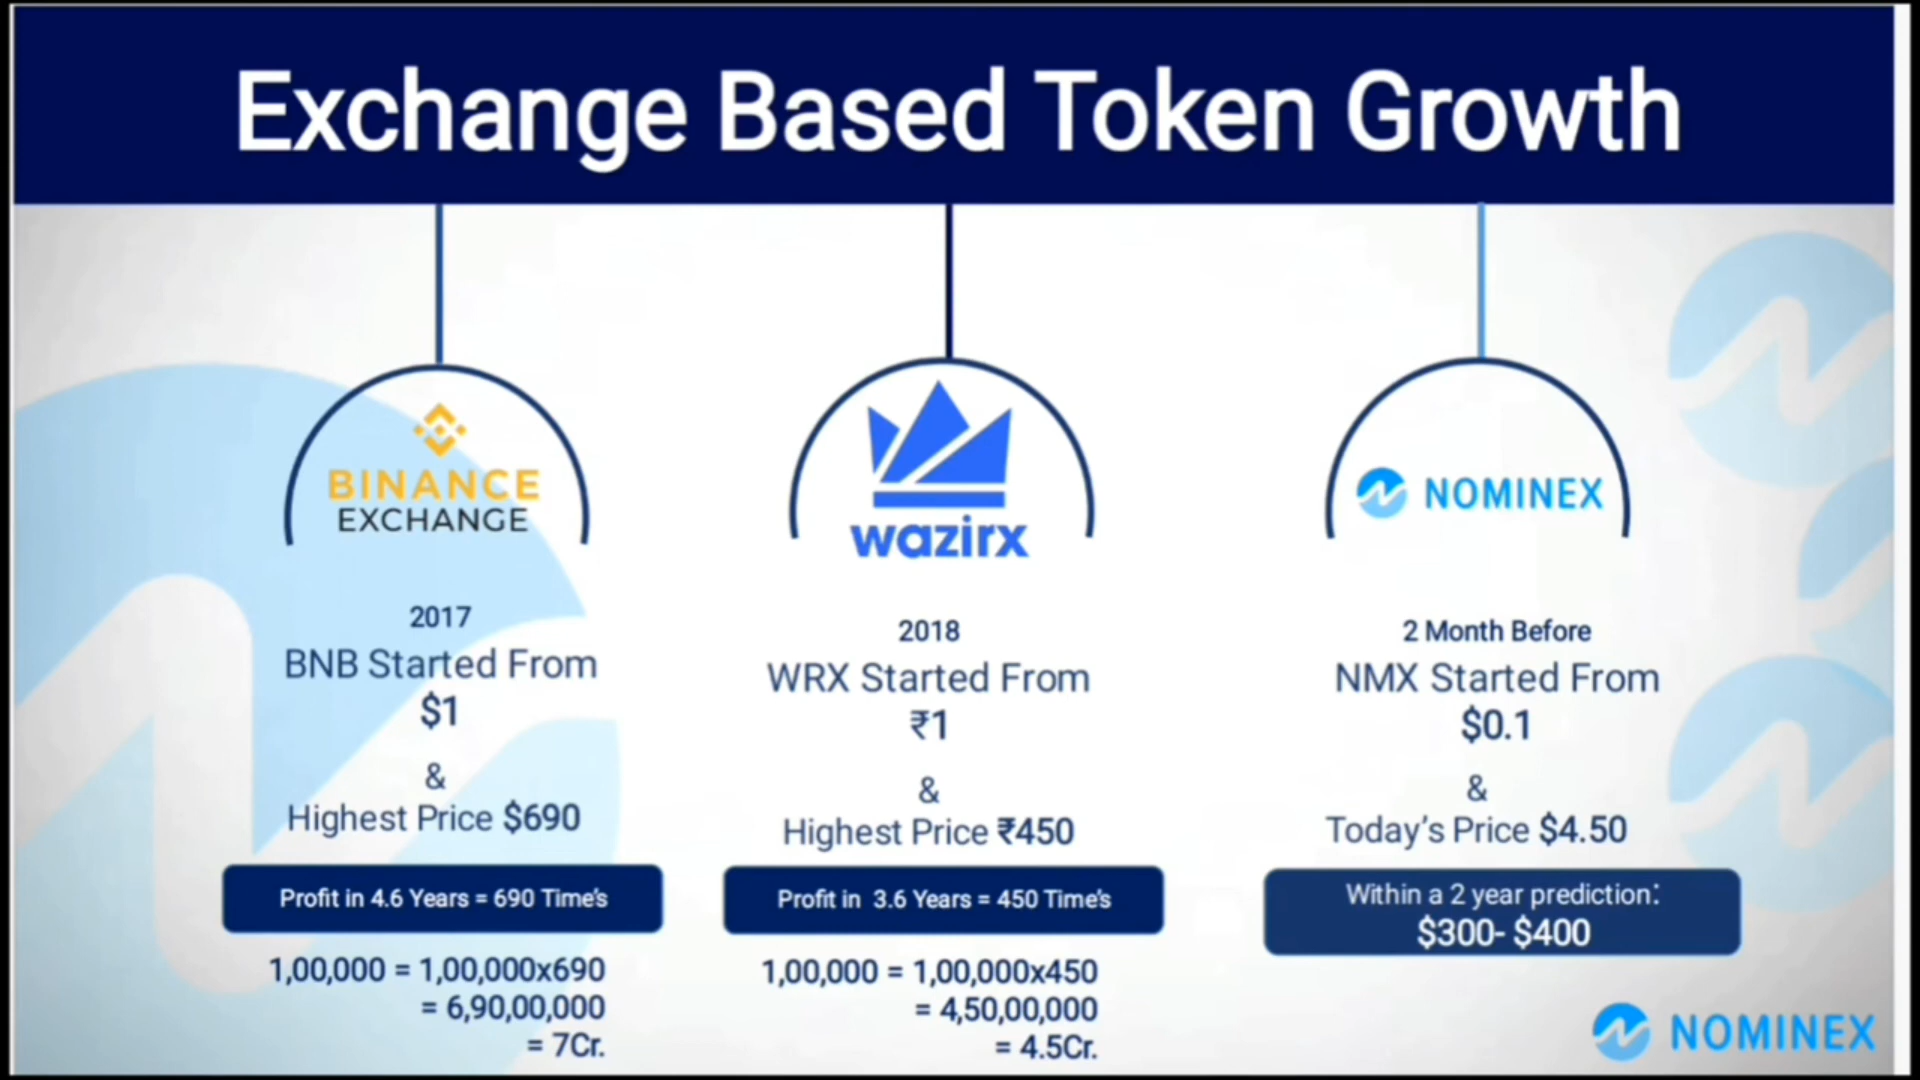 Exchange Based Token Growth
BINANCE
EXCHANGE
2017
BNB Started From
$1
&
Highest Price $690
Profit in 4.6 Years = 690 Time's
1,00,000 = 1,00,000x690
= 6,90,00,000
= 7Cr.
wazirx
2018
WRX Started From
₹1
&
Highest Price ₹450
Profit in 3.6 Years = 450 Time's
1,00,000 = 1,00,000x450
= 4,50,00,000
= 4.5Cr.
NOMINEX
2 Month Before
NMX Started From
$0.1
&
Today's Price $4.50
Within a 2 year prediction:
$300- $400
NOMINEX